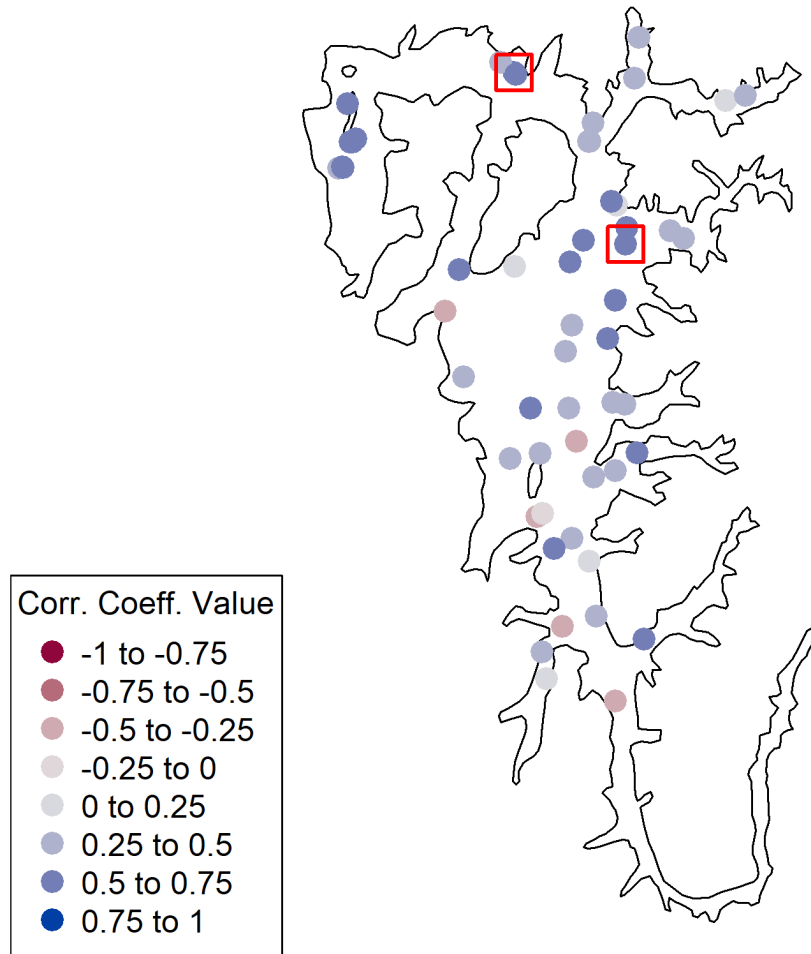 Corr. Coeff. Value
-1 to -0.75
-0.75 to -0.5
-0.5 to -0.25
-0.25 to 0
0 to 0.25
0.25 to 0.5
0.5 to 0.75
0.75 to 1